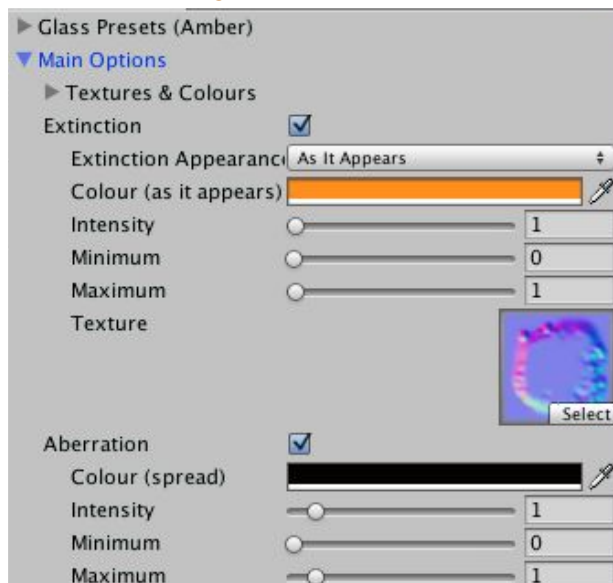 Glass Presets (Amber)
Main Options
Textures & Colours
Extinction
Extinction Appearanc As It Appears
Colour (as it appears)
Intensity 1
Minimum 0
Maximum 1
Texture
Select
Aberration
Colour (spread)
Intensity 1
Minimum 0
Maximum 1